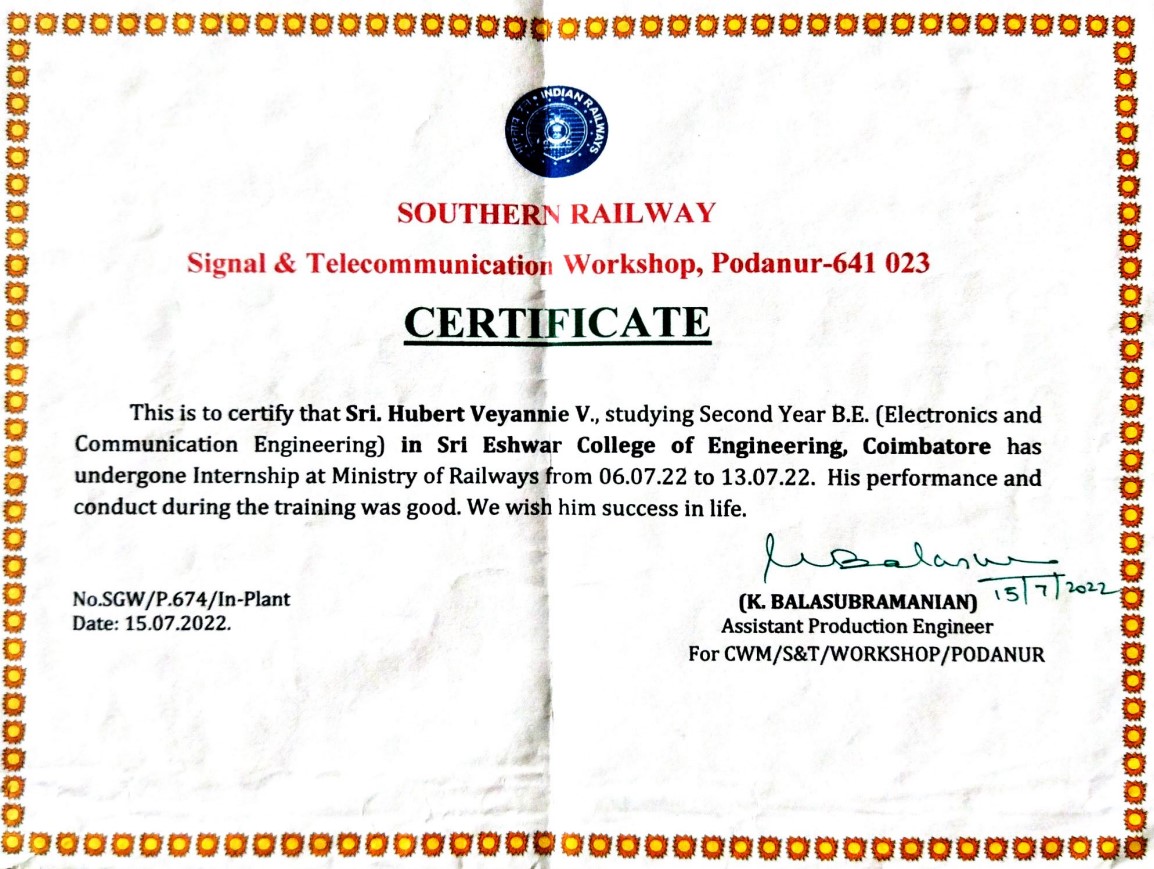 INDIAN RAILWAYS
SOUTHERN RAILWAY
Signal & Telecommunication Workshop, Podanur-641 023
CERTIFICATE
This is to certify that Sri. Hubert Veyannie V., studying Second Year B.E. (Electronics and
Communication Engineering) in Sri Eshwar College of Engineering, Coimbatore has
undergone Internship at Ministry of Railways from 06.07.22 to 13.07.22. His performance and
conduct during the training was good. We wish him success in life.
No.SGW/P.674/In-Plant
Date: 15.07.2022.
15/7/2022
(K. BALASUBRAMANIAN)
Assistant Production Engineer
For CWM/S&T/WORKSHOP/PODANUR